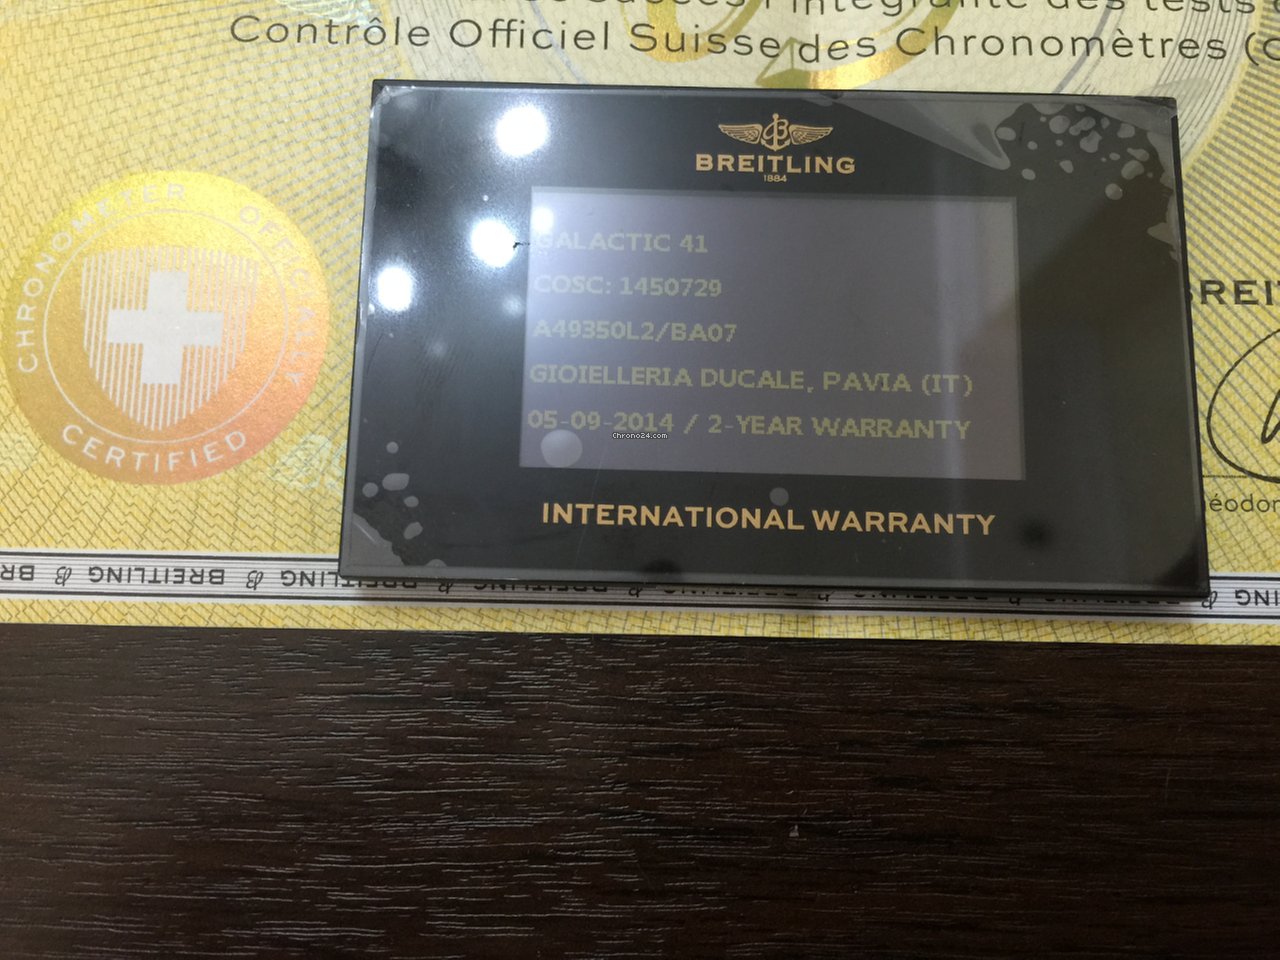 Contrôle Officiel Suisse des Chronomètres
CHRONOMETER OFFICIALLY
CERTIFIED
BREITLING
1884
GALACTIC 41
COSC: 1450729
A49350L2/BA07
GIOIELLERIA DUCALE, PAVIA (IT)
05-09-2014 / 2-YEAR WARRANTY
Chrono24.com
INTERNATIONAL WARRANTY
BREITLING BREITLING BREITLING BREITLING